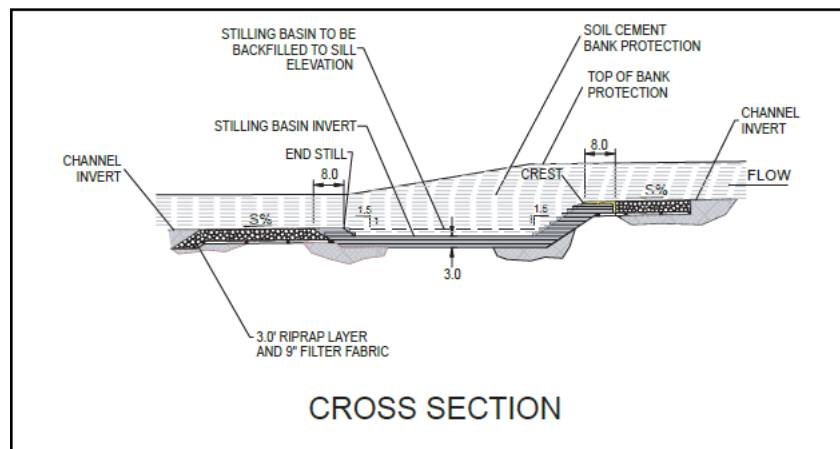 STILLING BASIN TO BE
BACKFILLED TO SILL
ELEVATION
SOIL CEMENT
BANK PROTECTION
TOP OF BANK
PROTECTION
CHANNEL
INVERT
STILLING BASIN INVERT
END STILL
8.0
CHANNEL
INVERT
8.0
CREST
FLOW
S%
S%
1.5
1
1.5
3.0
3.0' RIPRAP LAYER
AND 9" FILTER FABRIC
CROSS SECTION